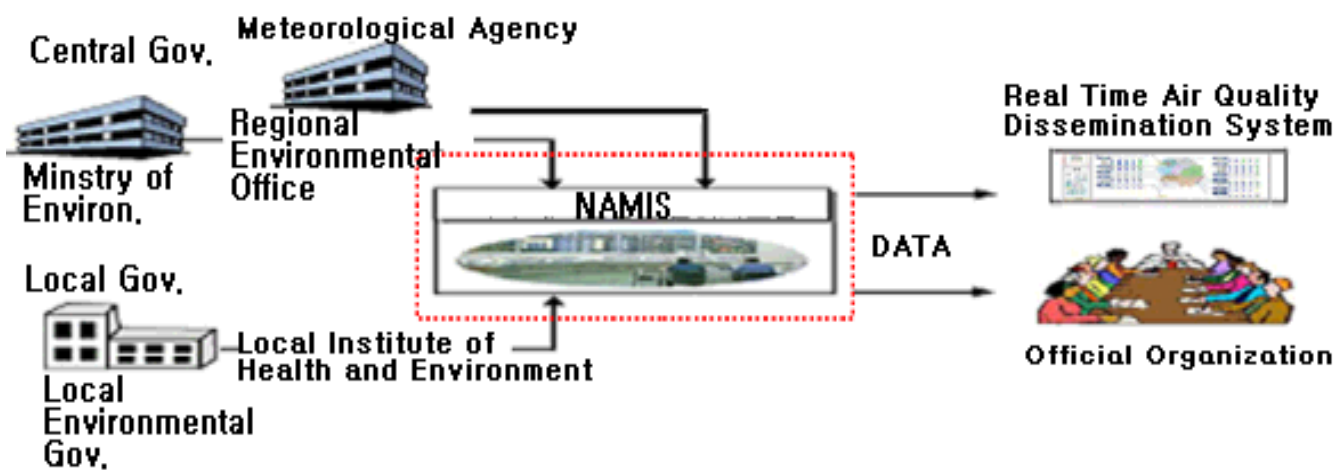 Central Gov.
Meteorological Agency
Regional
Environmental
Office
Minstry of
Environ.
NAMIS
Real Time Air Quality
Dissemination System
DATA
Local Gov.
Local Institute of
Health and Environment
Local
Environmental
Gov.
Official Organization